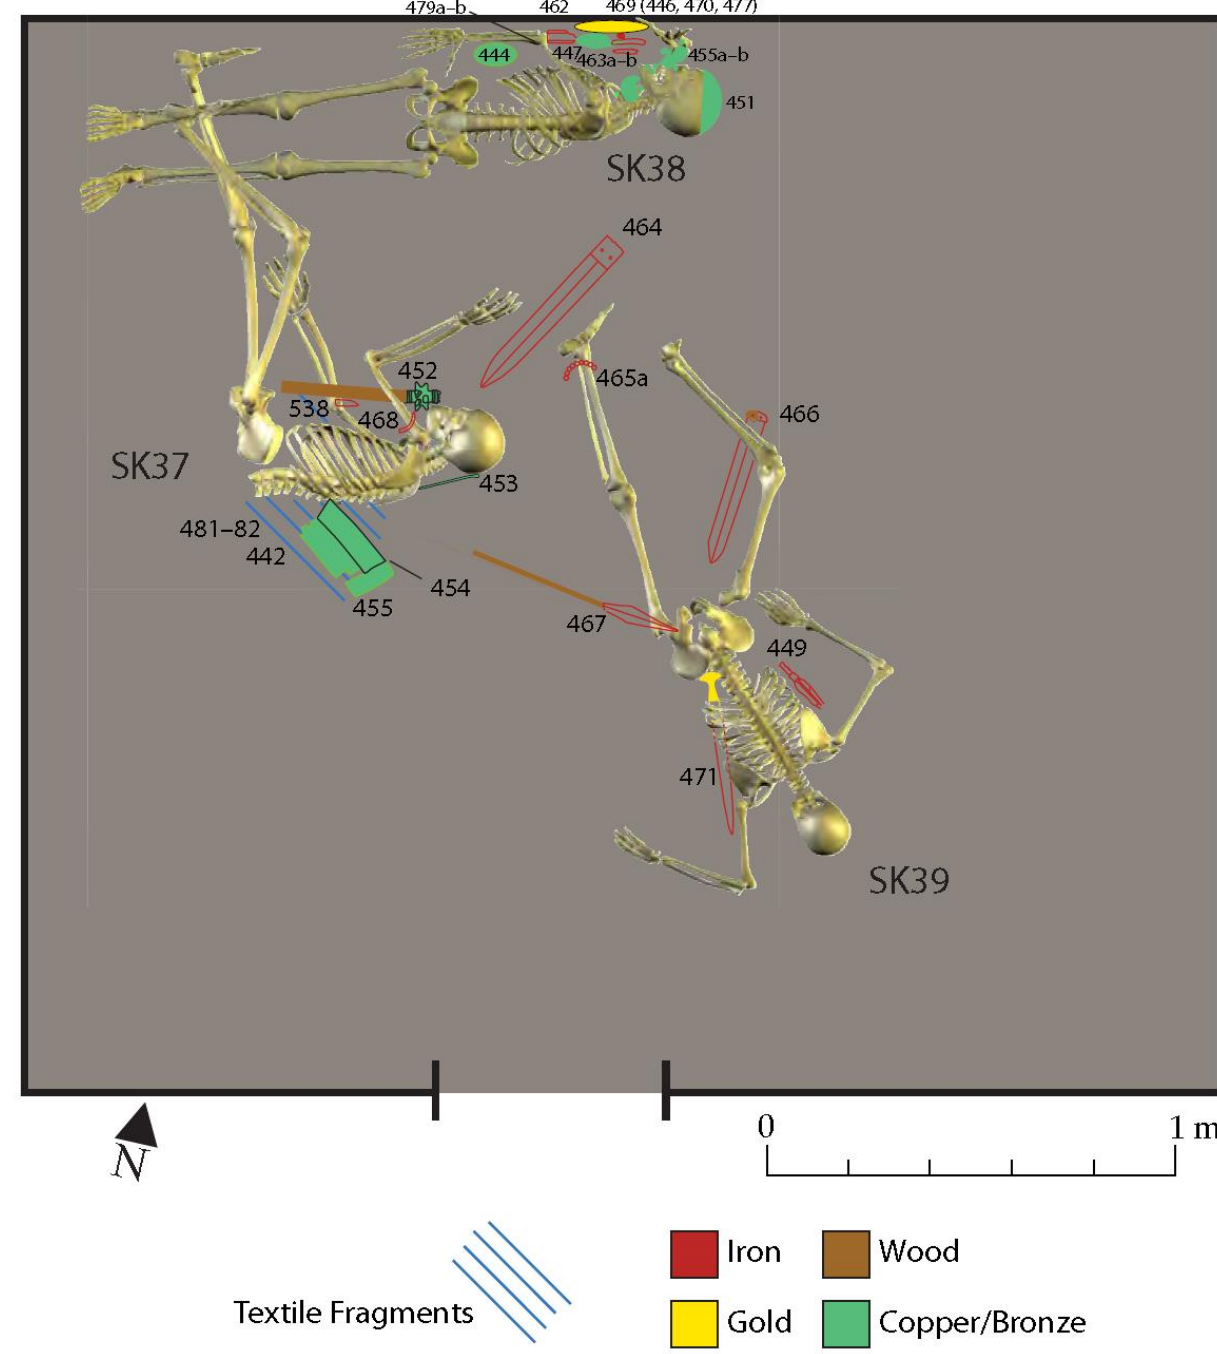 479a–b
462
469 (446, 470, 477)
444
447
463a–b
455a–b
451
SK38
464
452
465a
538
468
466
SK37
453
481–82
442
454
455
467
449
471
SK39
N
0
1 m
Iron
Wood
Textile Fragments
Gold
Copper/Bronze